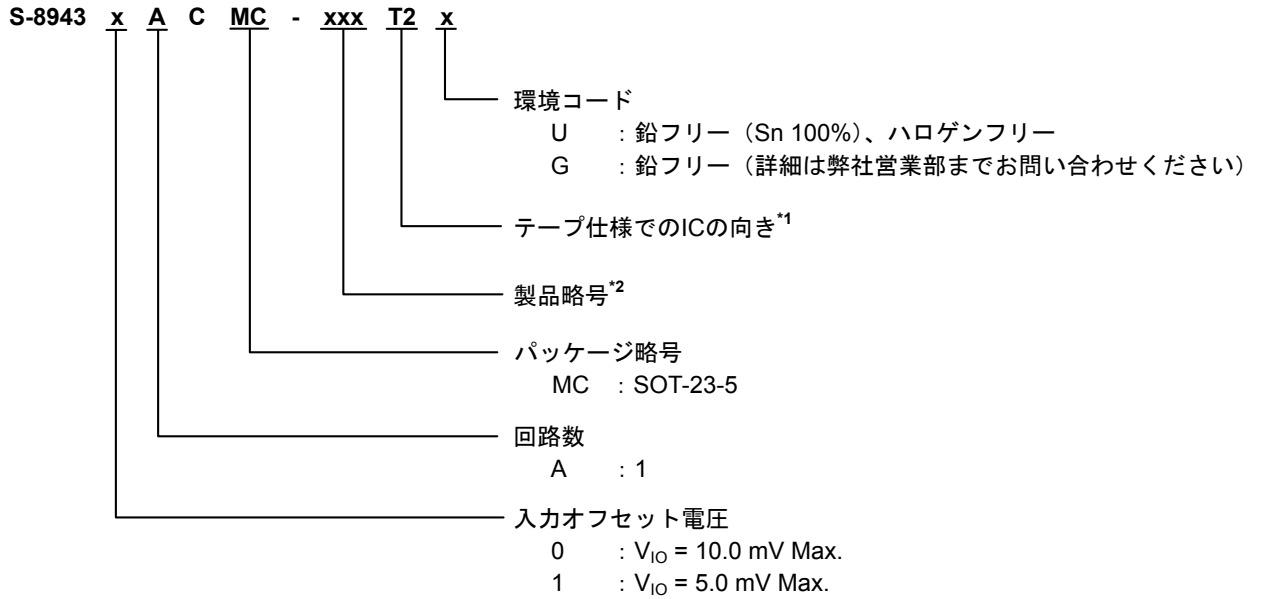 S-8943 x A C MC - xxx T2 x
環境コード
U : 鉛フリー（Sn 100%）、ハロゲンフリー
G : 鉛フリー（詳細は弊社営業部までお問い合わせください）
テープ仕様でのICの向き*1
製品略号*2
パッケージ略号
MC : SOT-23-5
回路数
A : 1
入力オフセット電圧
0 : VIO = 10.0 mV Max.
1 : VIO = 5.0 mV Max.